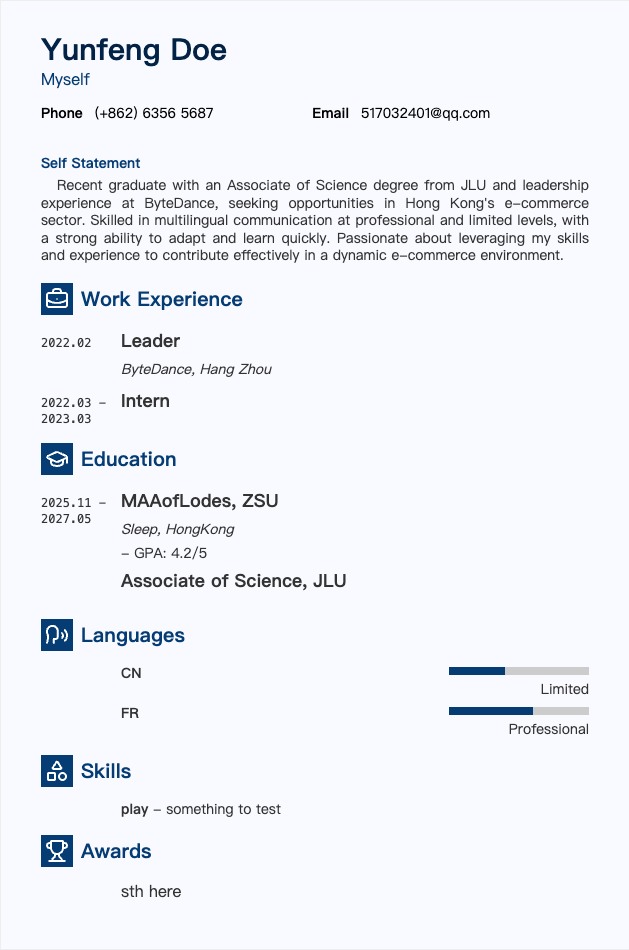 Yunfeng Doe
Myself
Phone (+862) 6356 5687 Email 517032401@qq.com
Self Statement
Recent graduate with an Associate of Science degree from JLU and leadership
experience at ByteDance, seeking opportunities in Hong Kong's e-commerce
sector. Skilled in multilingual communication at professional and limited levels, with
a strong ability to adapt and learn quickly. Passionate about leveraging my skills
and experience to contribute effectively in a dynamic e-commerce environment.
Work Experience
2022.02 Leader
ByteDance, Hang Zhou
2022.03 - Intern
2023.03
Education
2025.11 - MAAofLodes, ZSU
2027.05
Sleep, HongKong
- GPA: 4.2/5
Associate of Science, JLU
Languages
CN
Limited
FR
Professional
Skills
play - something to test
Awards
sth here